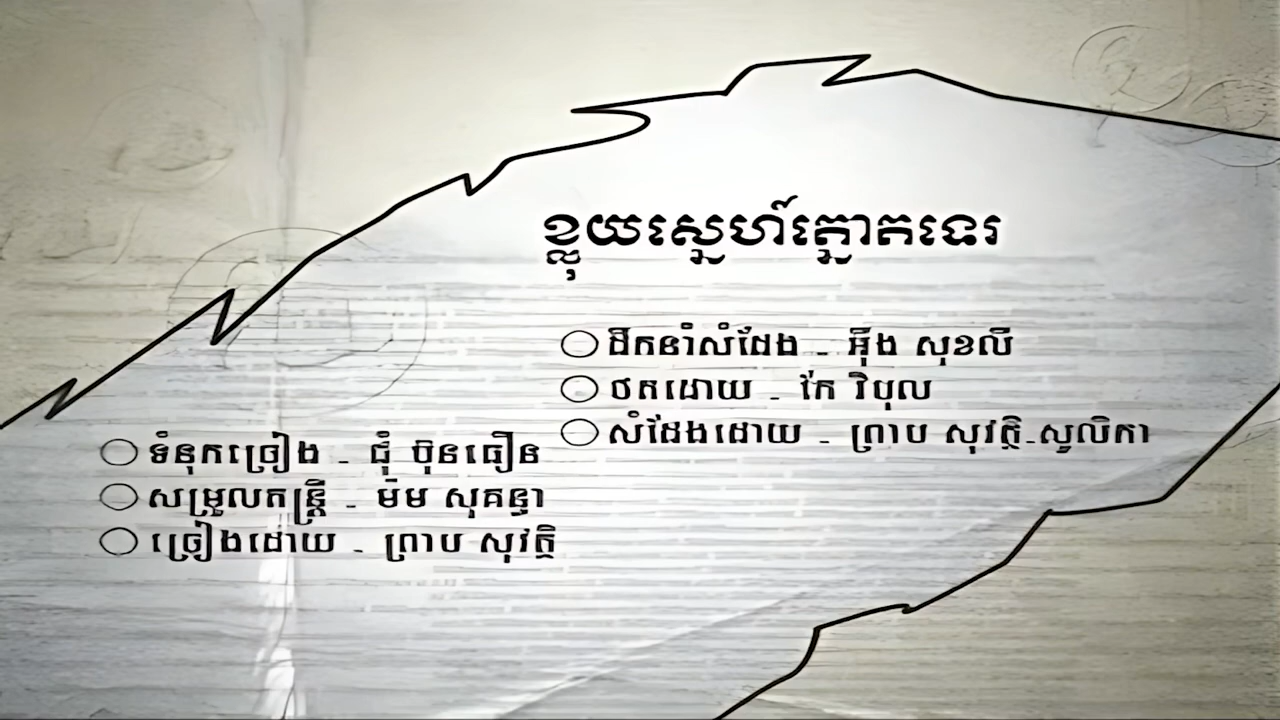 ខ្លុយស្នេហ៍ត្នោតទេរ
ដឹកនាំសំដែង - អ៊ឹង សុខលី
ថតដោយ - កែ វិបុល
សំដែងដោយ - ព្រាប សុវត្ថិ-សូលិកា
ទំនុកច្រៀង - ជុំ ប៊ុនធឿន
សម្រួលតន្ត្រី - ម៉ម សុគន្ធា
ច្រៀងដោយ - ព្រាប សុវត្ថិ